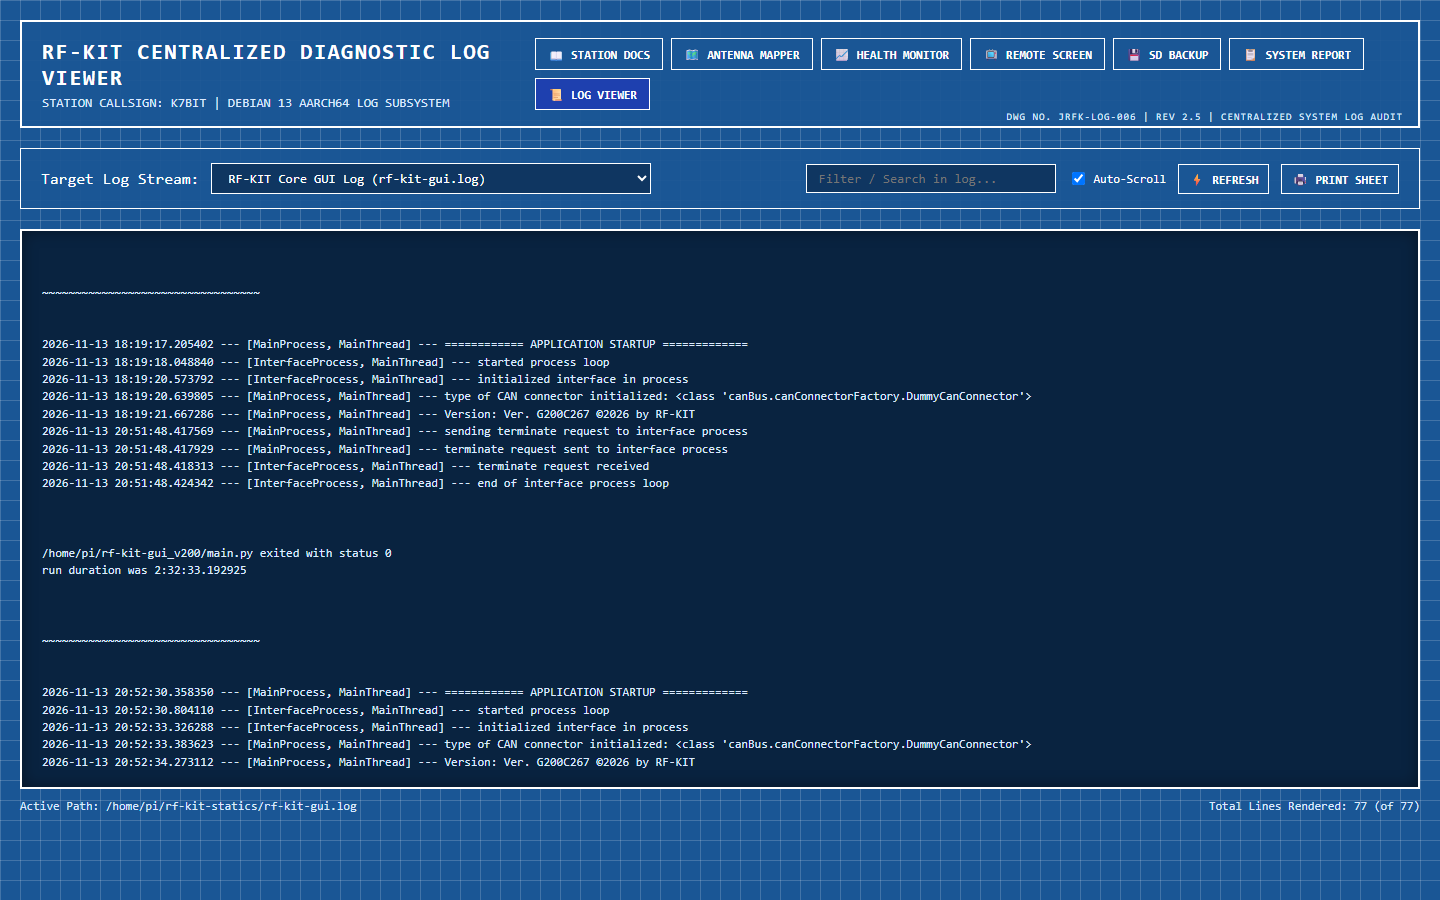 RF-KIT CENTRALIZED DIAGNOSTIC LOG
VIEWER
STATION CALLSIGN: K7BIT | DEBIAN 13 AARCH64 LOG SUBSYSTEM
STATION DOCS
ANTENNA MAPPER
HEALTH MONITOR
REMOTE SCREEN
SD BACKUP
SYSTEM REPORT
LOG VIEWER
DWG NO. JRFK-LOG-006 | REV 2.5 | CENTRALIZED SYSTEM LOG AUDIT
Target Log Stream:
RF-KIT Core GUI Log (rf-kit-gui.log)
Filter / Search in log...
Auto-Scroll
REFRESH
PRINT SHEET
~~~~~~~~~~~~~~~~~~~~~~~~~~~~~~~~~
2026-11-13 18:19:17.205402 --- [MainProcess, MainThread] --- ============ APPLICATION STARTUP =============
2026-11-13 18:19:18.048840 --- [InterfaceProcess, MainThread] --- started process loop
2026-11-13 18:19:20.573792 --- [InterfaceProcess, MainThread] --- initialized interface in process
2026-11-13 18:19:20.639805 --- [MainProcess, MainThread] --- type of CAN connector initialized: <class 'canBus.canConnectorFactory.DummyCanConnector'>
2026-11-13 18:19:21.667286 --- [MainProcess, MainThread] --- Version: Ver. G200C267 ©2026 by RF-KIT
2026-11-13 20:51:48.417569 --- [MainProcess, MainThread] --- sending terminate request to interface process
2026-11-13 20:51:48.417929 --- [MainProcess, MainThread] --- terminate request sent to interface process
2026-11-13 20:51:48.418313 --- [InterfaceProcess, MainThread] --- terminate request received
2026-11-13 20:51:48.424342 --- [InterfaceProcess, MainThread] --- end of interface process loop
/home/pi/rf-kit-gui_v200/main.py exited with status 0
run duration was 2:32:33.192925
~~~~~~~~~~~~~~~~~~~~~~~~~~~~~~~~~
2026-11-13 20:52:30.358350 --- [MainProcess, MainThread] --- ============ APPLICATION STARTUP =============
2026-11-13 20:52:30.804110 --- [InterfaceProcess, MainThread] --- started process loop
2026-11-13 20:52:33.326288 --- [InterfaceProcess, MainThread] --- initialized interface in process
2026-11-13 20:52:33.383623 --- [MainProcess, MainThread] --- type of CAN connector initialized: <class 'canBus.canConnectorFactory.DummyCanConnector'>
2026-11-13 20:52:34.273112 --- [MainProcess, MainThread] --- Version: Ver. G200C267 ©2026 by RF-KIT
Active Path: /home/pi/rf-kit-statics/rf-kit-gui.log
Total Lines Rendered: 77 (of 77)